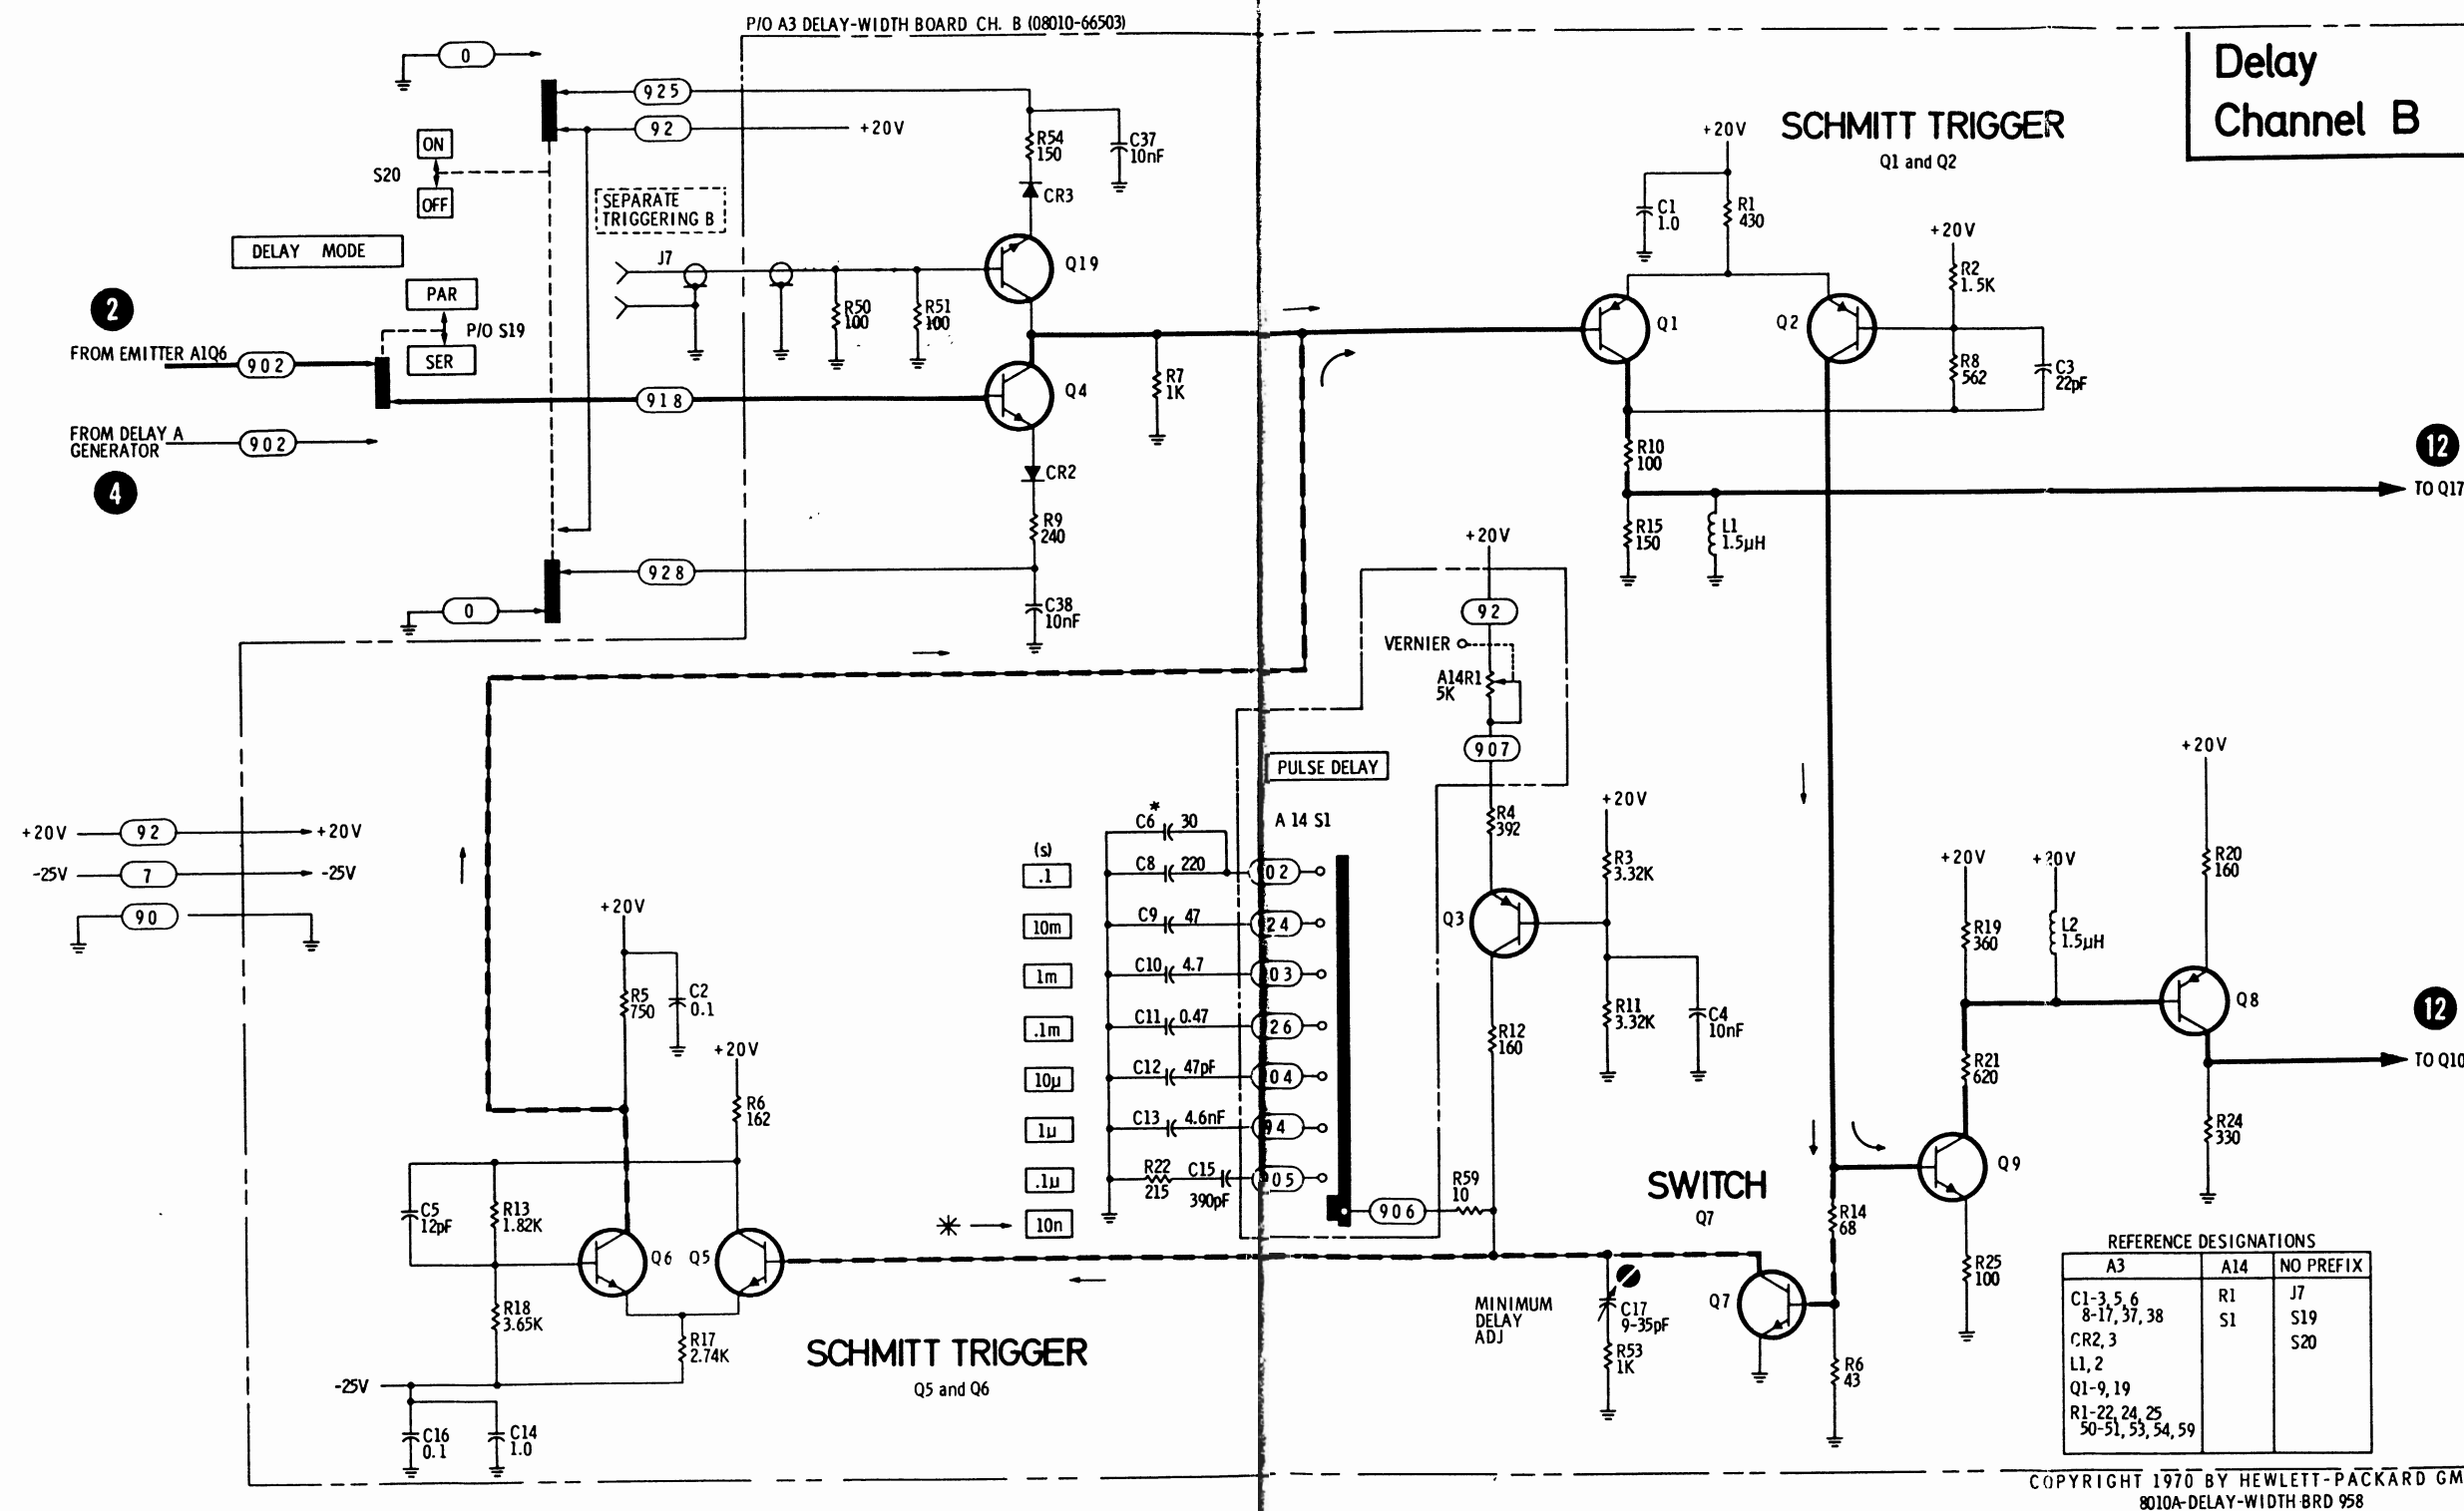 P/O A3 DELAY-WIDTH BOARD CH. B (08010-66503)
Delay
Channel B
0
925
92
+20V
ON
S20
OFF
SEPARATE
TRIGGERING B
DELAY MODE
J7
PAR
P/O S19
SER
2
FROM EMITTER A1Q6
902
918
FROM DELAY A
GENERATOR
902
4
928
0
R54
150
C37
10nF
CR3
Q19
R50
100
R51
100
Q4
R7
1K
CR2
R9
240
C38
10nF
SCHMITT TRIGGER
Q1 and Q2
+20V
C1
1.0
R1
430
+20V
R2
1.5K
Q1
Q2
R8
562
C3
22pF
R10
100
12
TO Q17
R15
150
L1
1.5µH
+20V
92
VERNIER
A14R1
5K
907
PULSE DELAY
A 14 S1
R4
392
+20V
R3
3.32K
Q3
R11
3.32K
C4
10nF
R12
160
+20V
92
+20V
-25V
7
-25V
90
(s)
.1
10m
1m
.1m
10µ
1µ
.1µ
10n
*
C6 30
C8 220
02
C9 47
24
C10 4.7
03
C11 0.47
26
C12 47pF
04
C13 4.6nF
94
R22
215
C15
390pF
05
906
R59
10
+20V
R5
750
C2
0.1
+20V
R6
162
C5
12pF
R13
1.82K
Q6
Q5
R18
3.65K
R17
2.74K
-25V
C16
0.1
C14
1.0
SCHMITT TRIGGER
Q5 and Q6
MINIMUM
DELAY
ADJ
C17
9-35pF
R53
1K
SWITCH
Q7
Q7
R14
68
R6
43
+20V
R19
360
+20V
L2
1.5µH
+20V
R20
160
Q8
12
TO Q10
R21
620
R24
330
Q9
R25
100
REFERENCE DESIGNATIONS
A3 A14 NO PREFIX
C1-3, 5, 6 R1 J7
8-17, 37, 38 S1 S19
CR2, 3 S20
L1, 2
Q1-9, 19
R1-22, 24, 25
50-51, 53, 54, 59
COPYRIGHT 1970 BY HEWLETT-PACKARD GM
8010A-DELAY-WIDTH BRD 958